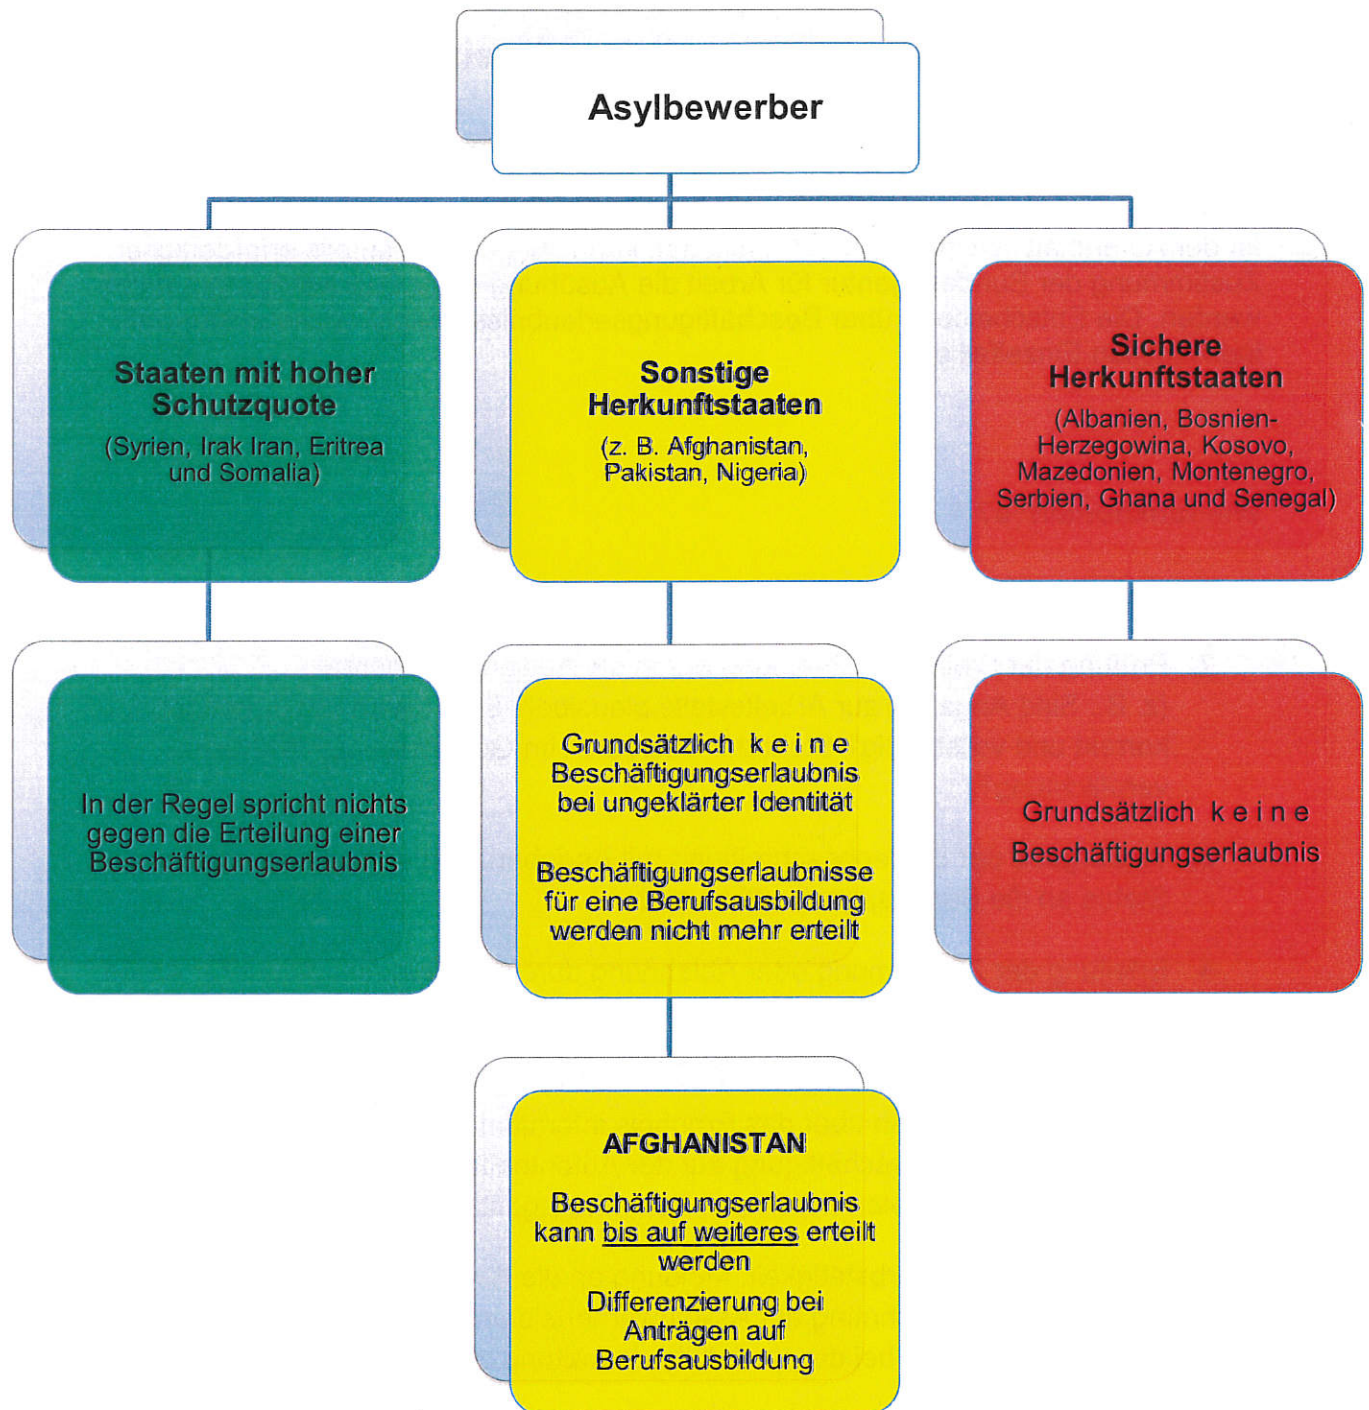 Asylbewerber
Staaten mit hoher
Schutzquote
(Syrien, Irak Iran, Eritrea
und Somalia)
In der Regel spricht nichts
gegen die Erteilung einer
Beschäftigungserlaubnis
Sonstige
Herkunftstaaten
(z. B. Afghanistan,
Pakistan, Nigeria)
Grundsätzlich k e i n e
Beschäftigungserlaubnis
bei ungeklärter Identität
Beschäftigungserlaubnisse
für eine Berufsausbildung
werden nicht mehr erteilt
AFGHANISTAN
Beschäftigungserlaubnis
kann bis auf weiteres erteilt
werden
Differenzierung bei
Anträgen auf
Berufsausbildung
Sichere
Herkunftstaaten
(Albanien, Bosnien-
Herzegowina, Kosovo,
Mazedonien, Montenegro,
Serbien, Ghana und Senegal)
Grundsätzlich k e i n e
Beschäftigungserlaubnis